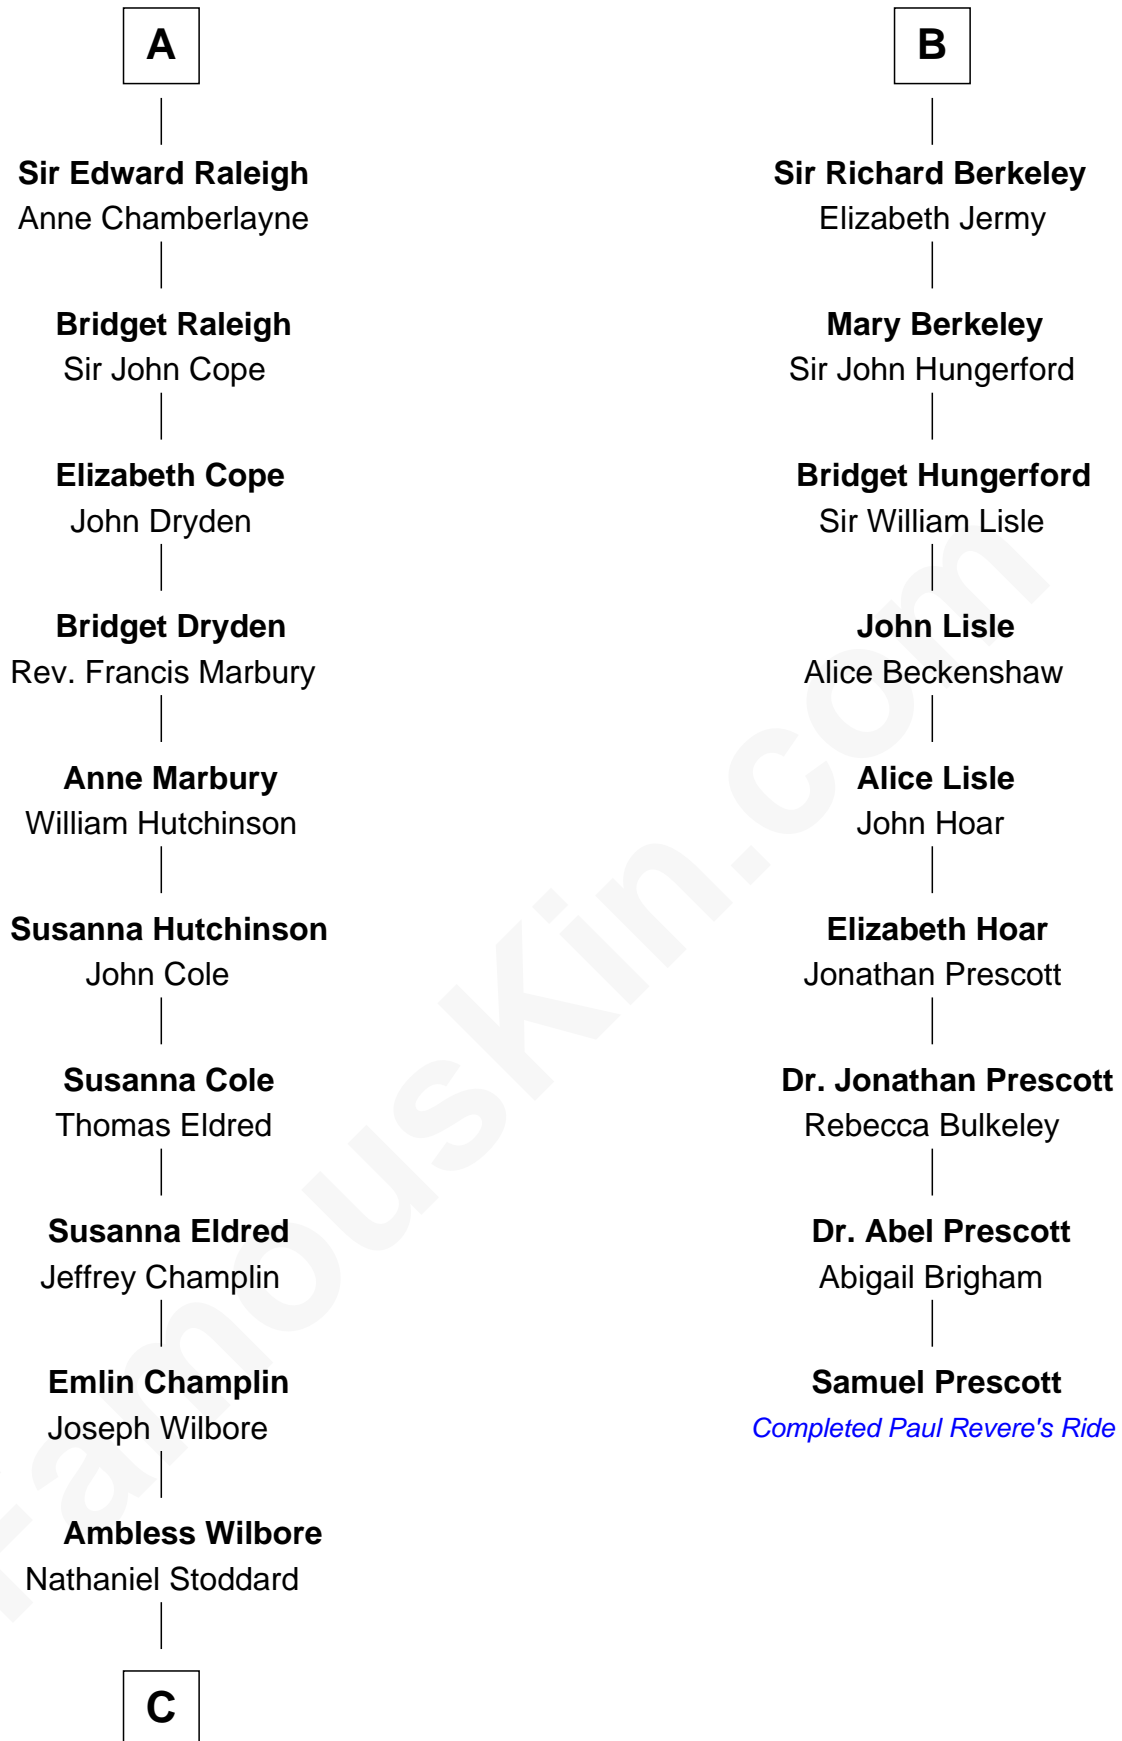 A
Sir Edward Raleigh
Anne Chamberlayne
Bridget Raleigh
Sir John Cope
Elizabeth Cope
John Dryden
Bridget Dryden
Rev. Francis Marbury
Anne Marbury
William Hutchinson
Susanna Hutchinson
John Cole
Susanna Cole
Thomas Eldred
Susanna Eldred
Jeffrey Champlin
Emlin Champlin
Joseph Wilbore
Ambless Wilbore
Nathaniel Stoddard
C
B
Sir Richard Berkeley
Elizabeth Jermy
Mary Berkeley
Sir John Hungerford
Bridget Hungerford
Sir William Lisle
John Lisle
Alice Beckenshaw
Alice Lisle
John Hoar
Elizabeth Hoar
Jonathan Prescott
Dr. Jonathan Prescott
Rebecca Bulkeley
Dr. Abel Prescott
Abigail Brigham
Samuel Prescott
Completed Paul Revere's Ride
FamousKin.com